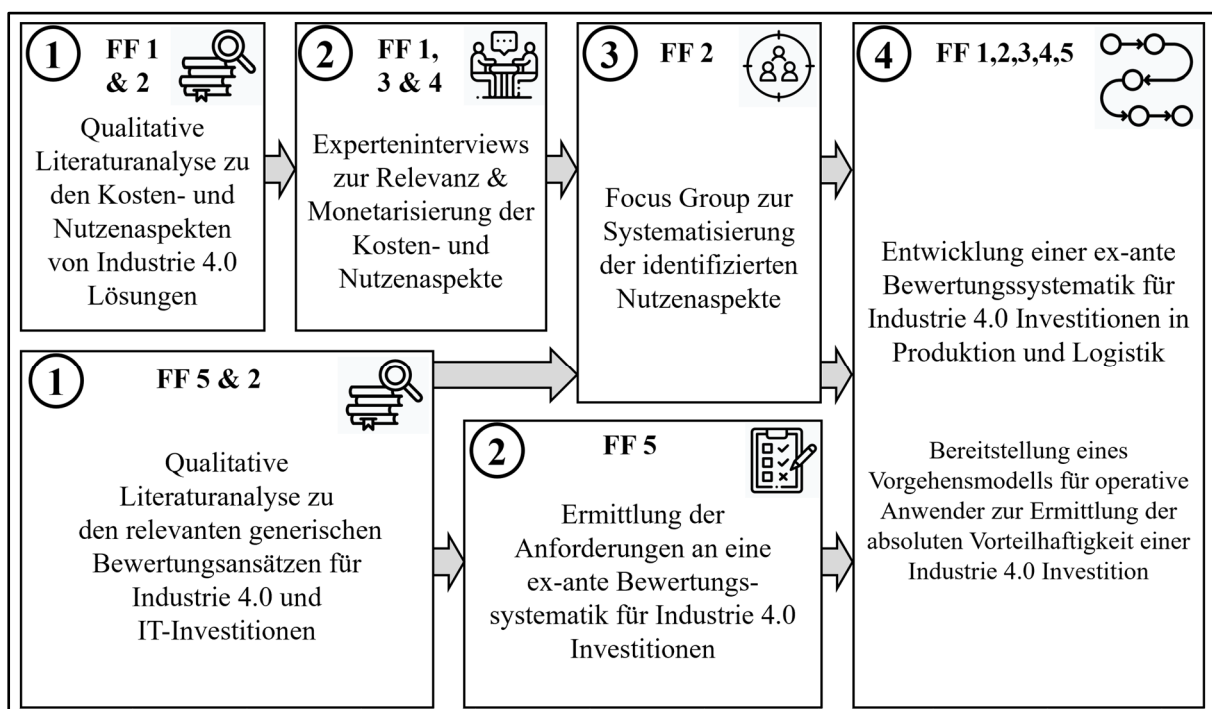 1
FF 1
& 2
Qualitative
Literaturanalyse zu
den Kosten- und
Nutzenaspekten
von Industrie 4.0
Lösungen
2
FF 1,
3 & 4
Experteninterviews
zur Relevanz &
Monetarisierung der
Kosten- und
Nutzenaspekte
3
FF 2
Focus Group zur
Systematisierung
der identifizierten
Nutzenaspekte
4
FF 1,2,3,4,5
Entwicklung einer ex-ante
Bewertungssystematik für
Industrie 4.0 Investitionen in
Produktion und Logistik
Bereitstellung eines
Vorgehensmodells für operative
Anwender zur Ermittlung der
absoluten Vorteilhaftigkeit einer
Industrie 4.0 Investition
1
FF 5 & 2
Qualitative
Literaturanalyse zu
den relevanten generischen
Bewertungsansätzen für
Industrie 4.0 und
IT-Investitionen
2
FF 5
Ermittlung der
Anforderungen an eine
ex-ante Bewertungs-
systematik für Industrie 4.0
Investitionen